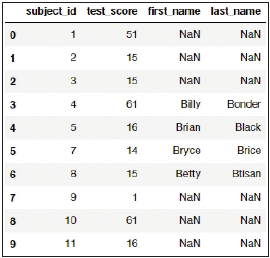 subject_id test_score first_name last_name
0 1 51 NaN NaN
1 2 15 NaN NaN
2 3 15 NaN NaN
3 4 61 Billy Bonder
4 5 16 Brian Black
5 7 14 Bryce Brice
6 8 15 Betty Btisan
7 9 1 NaN NaN
8 10 61 NaN NaN
9 11 16 NaN NaN